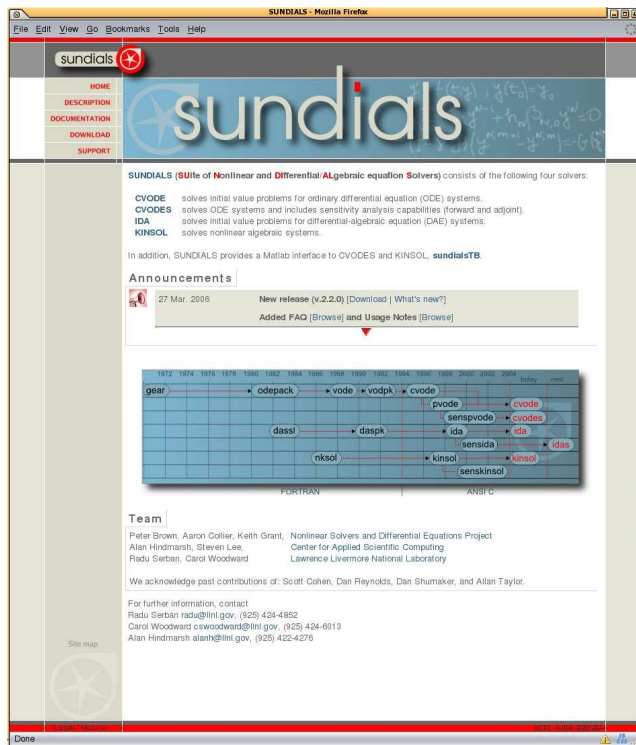 SUNDIALS - Mozilla Firefox
File Edit View Go Bookmarks Tools Help
sundials
HOME
DESCRIPTION
DOCUMENTATION
DOWNLOAD
SUPPORT
sundials
SUNDIALS (SUite of Nonlinear and DIfferential/ALgebraic equation Solvers) consists of the following four solvers:
CVODE solves initial value problems for ordinary differential equation (ODE) systems.
CVODES solves ODE systems and includes sensitivity analysis capabilities (forward and adjoint).
IDA solves initial value problems for differential-algebraic equation (DAE) systems.
KINSOL solves nonlinear algebraic systems.
In addition, SUNDIALS provides a Matlab interface to CVODES and KINSOL, sundialsTB.
Announcements
27 Mar. 2006 New release (v.2.2.0) [Download | What's new?]
Added FAQ [Browse] and Usage Notes [Browse]
1972 1974 1976 1978 1980 1982 1984 1986 1988 1990 1992 1994 1996 1998 2000 2002 2004 today next
gear odepack vode vodpk cvode
pvode cvode
senspvode cvodes
dassl daspk ida ida
sensida idas
nksol kinsol kinsol
senskinsol
FORTRAN ANSI C
Team
Peter Brown, Aaron Collier, Keith Grant, Nonlinear Solvers and Differential Equations Project
Alan Hindmarsh, Steven Lee, Center for Applied Scientific Computing
Radu Serban, Carol Woodward Lawrence Livermore National Laboratory
We acknowledge past contributions of: Scott Cohen, Dan Reynolds, Dan Shumaker, and Allan Taylor.
For further information, contact
Radu Serban radu@llnl.gov, (925) 424-4852
Carol Woodward cswoodward@llnl.gov, (925) 424-6013
Alan Hindmarsh alanh@llnl.gov, (925) 422-4276
Site map
Legal Notice
Done